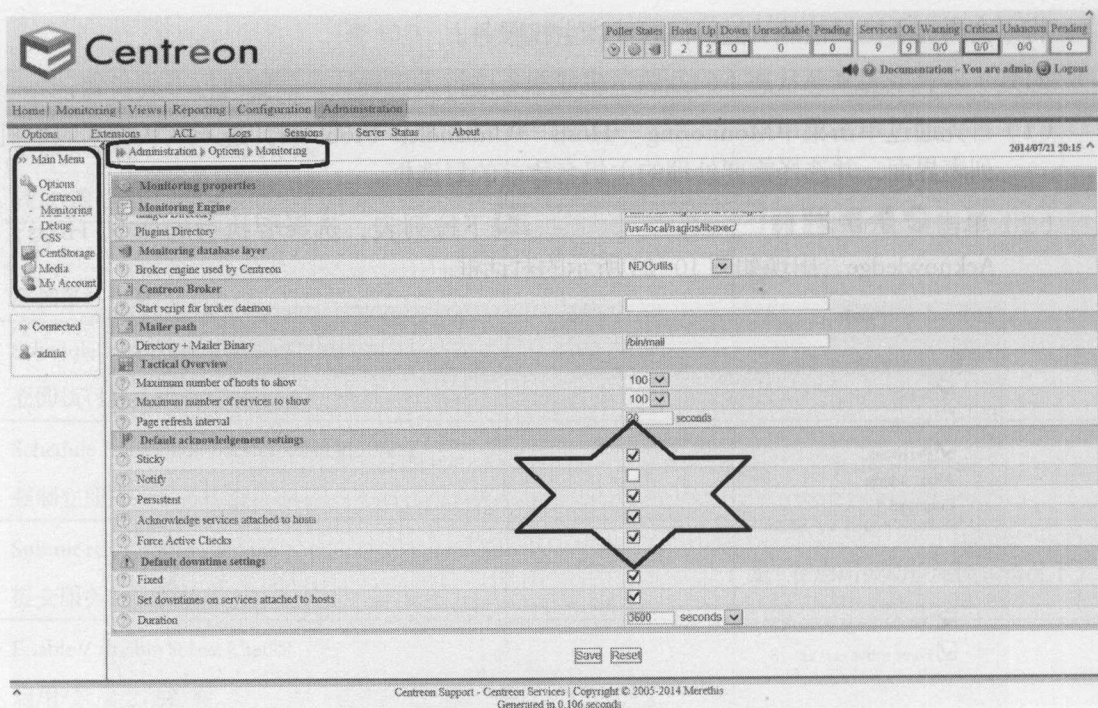 Centreon
Poller States Hosts Up Down Unreachable Pending Services Ok Warning Critical Unknown Pending
2 2 0 0 0 9 9 0/0 0/0 0/0 0
Documentation - You are admin Logout
Home| Monitoring| Views| Reporting| Configuration| Administration|
Options Extensions ACL Logs Sessions Server Status About
Main Menu
Options
- Centreon
- Monitoring
- Debug
- CSS
CentStorage
Media
My Account
Connected
admin
Administration Options Monitoring
2014/07/21 20:15
Monitoring properties
Monitoring Engine
Plugins Directory /usr/local/nagios/libexec/
Monitoring database layer
Broker engine used by Centreon NDOutils
Centreon Broker
Start script for broker daemon
Mailer path
Directory + Mailer Binary /bin/mail
Tactical Overview
Maximum number of hosts to show 100
Maximum number of services to show 100
Page refresh interval 20 seconds
Default acknowledgement settings
Sticky
Notify
Persistent
Acknowledge services attached to hosts
Force Active Checks
Default downtime settings
Fixed
Set downtimes on services attached to hosts
Duration 3600 seconds
Save Reset
Centreon Support - Centreon Services | Copyright © 2005-2014 Merethis
Generated in 0.106 seconds